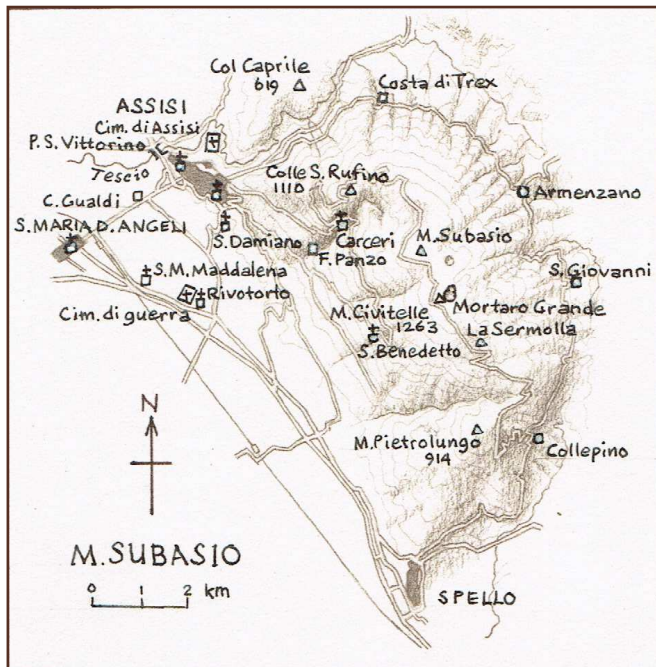 Col Caprile
619
Costa di Trex
ASSISI
Cim. di Assisi
P. S. Vittorino
Tescio
Colle S. Rufino
1110
C. Gualdi
Armenzano
S. MARIA D. ANGELI
S. Damiano
Carceri
F. Panzo
M. Subasio
S. M. Maddalena
S. Giovanni
Rivotorto
Cim. di guerra
M. Civitelle
1263
Mortaro Grande
La Sermolla
S. Benedetto
N
M. Pietrolungo
914
Collepino
M. SUBASIO
0 1 2 km
SPELLO